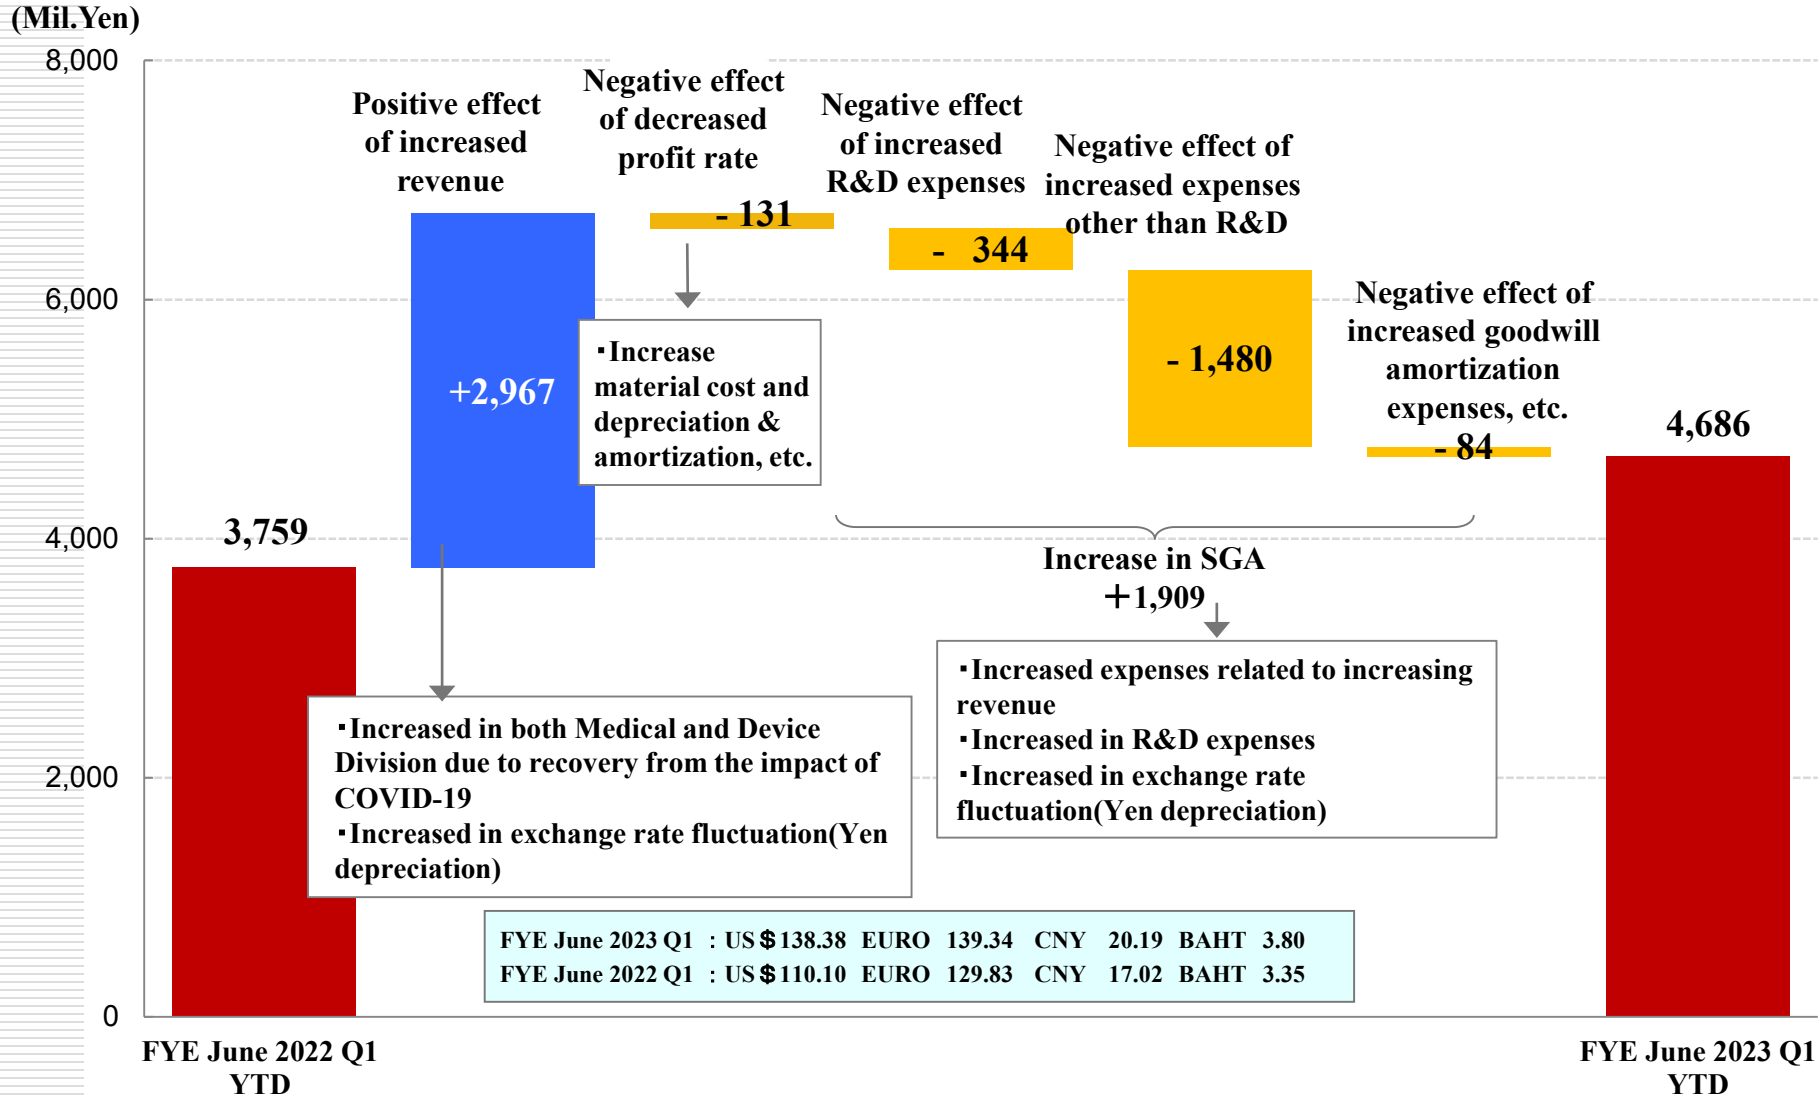 (Mil.Yen)
8,000
6,000
4,000
2,000
0
3,759
Positive effect
of increased
revenue
+2,967
Negative effect
of decreased
profit rate
- 131
Negative effect
of increased
R&D expenses
- 344
Negative effect of
increased expenses
other than R&D
- 1,480
Negative effect of
increased goodwill
amortization
expenses, etc.
- 84
4,686
・Increase
material cost and
depreciation &
amortization, etc.
Increase in SGA
＋1,909
・Increased expenses related to increasing
revenue
・Increased in R&D expenses
・Increased in exchange rate
fluctuation(Yen depreciation)
・Increased in both Medical and Device
Division due to recovery from the impact of
COVID-19
・Increased in exchange rate fluctuation(Yen
depreciation)
FYE June 2023 Q1 : US＄138.38 EURO 139.34 CNY 20.19 BAHT 3.80
FYE June 2022 Q1 : US＄110.10 EURO 129.83 CNY 17.02 BAHT 3.35
FYE June 2022 Q1
YTD
FYE June 2023 Q1
YTD